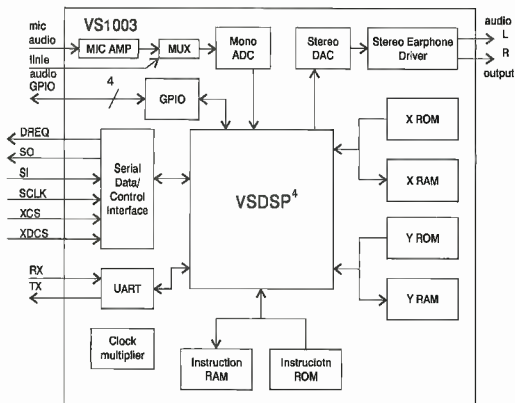 mic
audio
VS1003
MIC AMP
MUX
Mono
ADC
Stereo
DAC
Stereo Earphone
Driver
audio
L
R
output
llnie
audio
GPIO
4
GPIO
DREQ
SO
SI
SCLK
XCS
XDCS
Serial
Data/
Control
Interface
VSDSP4
X ROM
X RAM
Y ROM
Y RAM
RX
TX
UART
Clock
multiplier
Instruction
RAM
Instruciotn
ROM